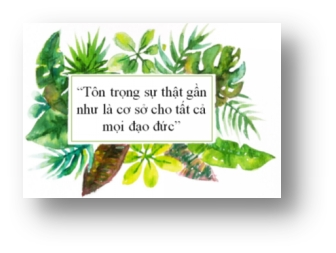 “Tôn trọng sự thật gần
như là cơ sở cho tất cả
mọi đạo đức”